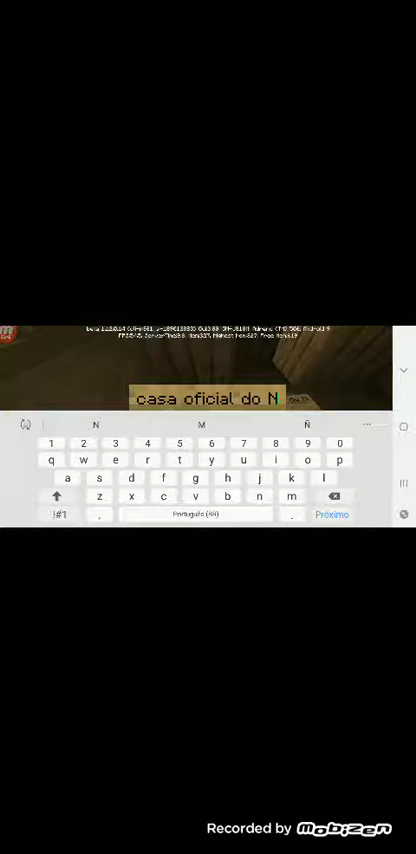 casa oficial do N
N M Ñ ...
1 2 3 4 5 6 7 8 9 0
q w e r t y u i o p
a s d f g h j k l
z x c v b n m
!#1 , Português (BR) . Próximo
Recorded by Mobizen